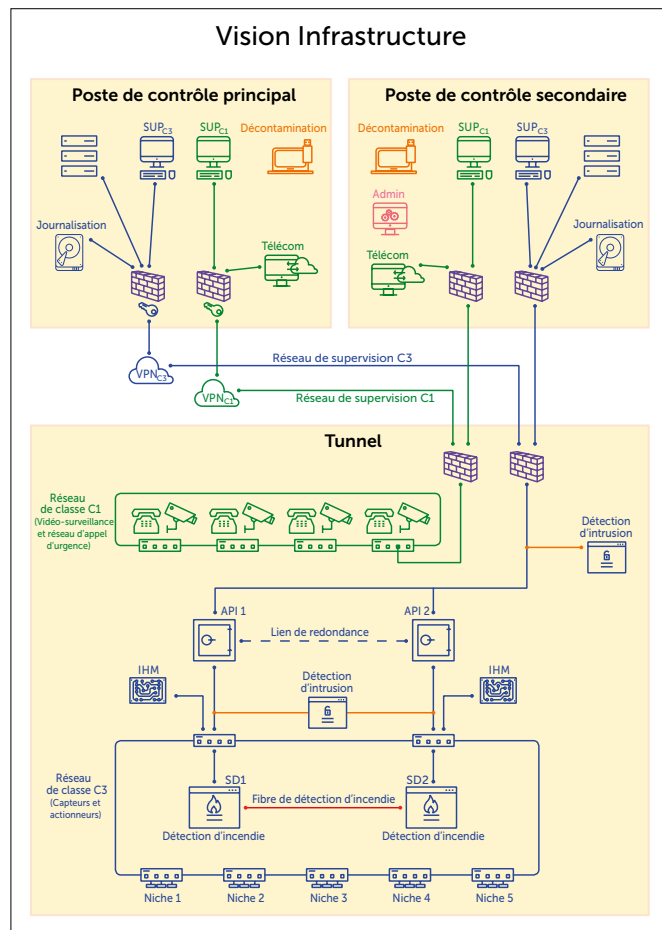 Vision Infrastructure
Poste de contrôle principal
SUPC3
SUPC1
Décontamination
Journalisation
Télécom
Poste de contrôle secondaire
Décontamination
SUPC1
SUPC3
Admin
Journalisation
Télécom
VPNC3
Réseau de supervision C3
VPNC1
Réseau de supervision C1
Tunnel
Réseau
de classe C1
(Vidéo-surveillance
et réseau d'appel
d'urgence)
Détection
d'intrusion
API 1
API 2
Lien de redondance
IHM
Détection
d'intrusion
IHM
Réseau
de classe C3
(Capteurs et
actionneurs)
SD1
SD2
Fibre de détection d'incendie
Détection d'incendie
Détection d'incendie
Niche 1
Niche 2
Niche 3
Niche 4
Niche 5